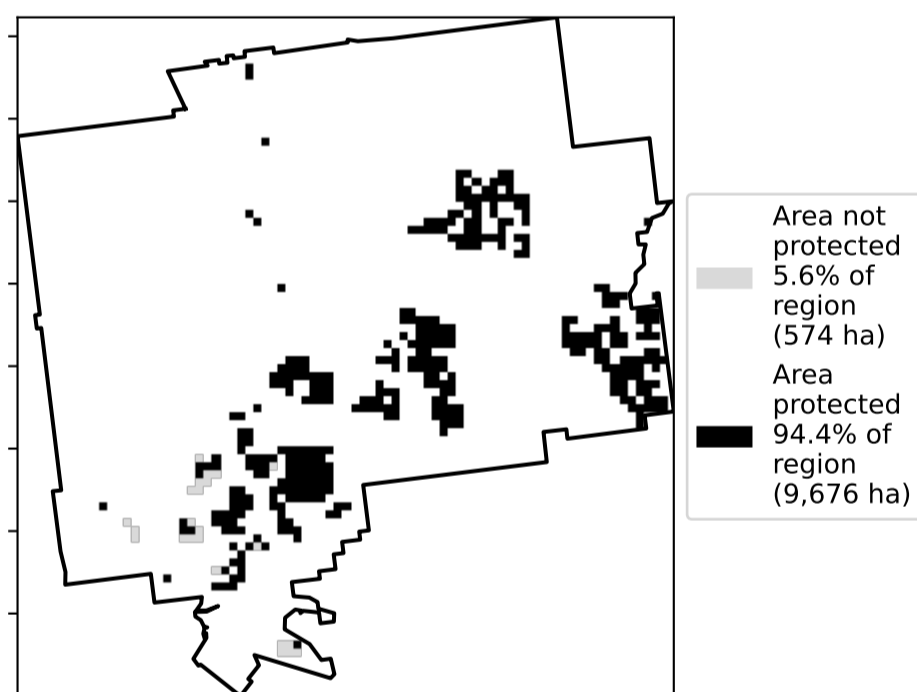 Area not
protected
5.6% of
region
(574 ha)
Area
protected
94.4% of
region
(9,676 ha)